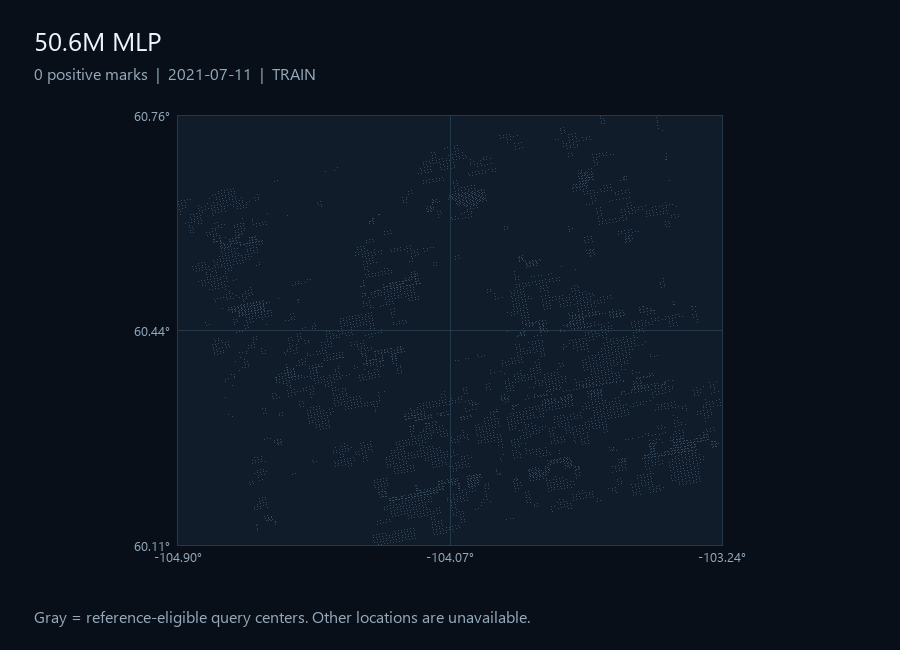 50.6M MLP
0 positive marks | 2021-07-11 | TRAIN
60.76°
60.44°
60.11°
-104.90°
-104.07°
-103.24°
Gray = reference-eligible query centers. Other locations are unavailable.